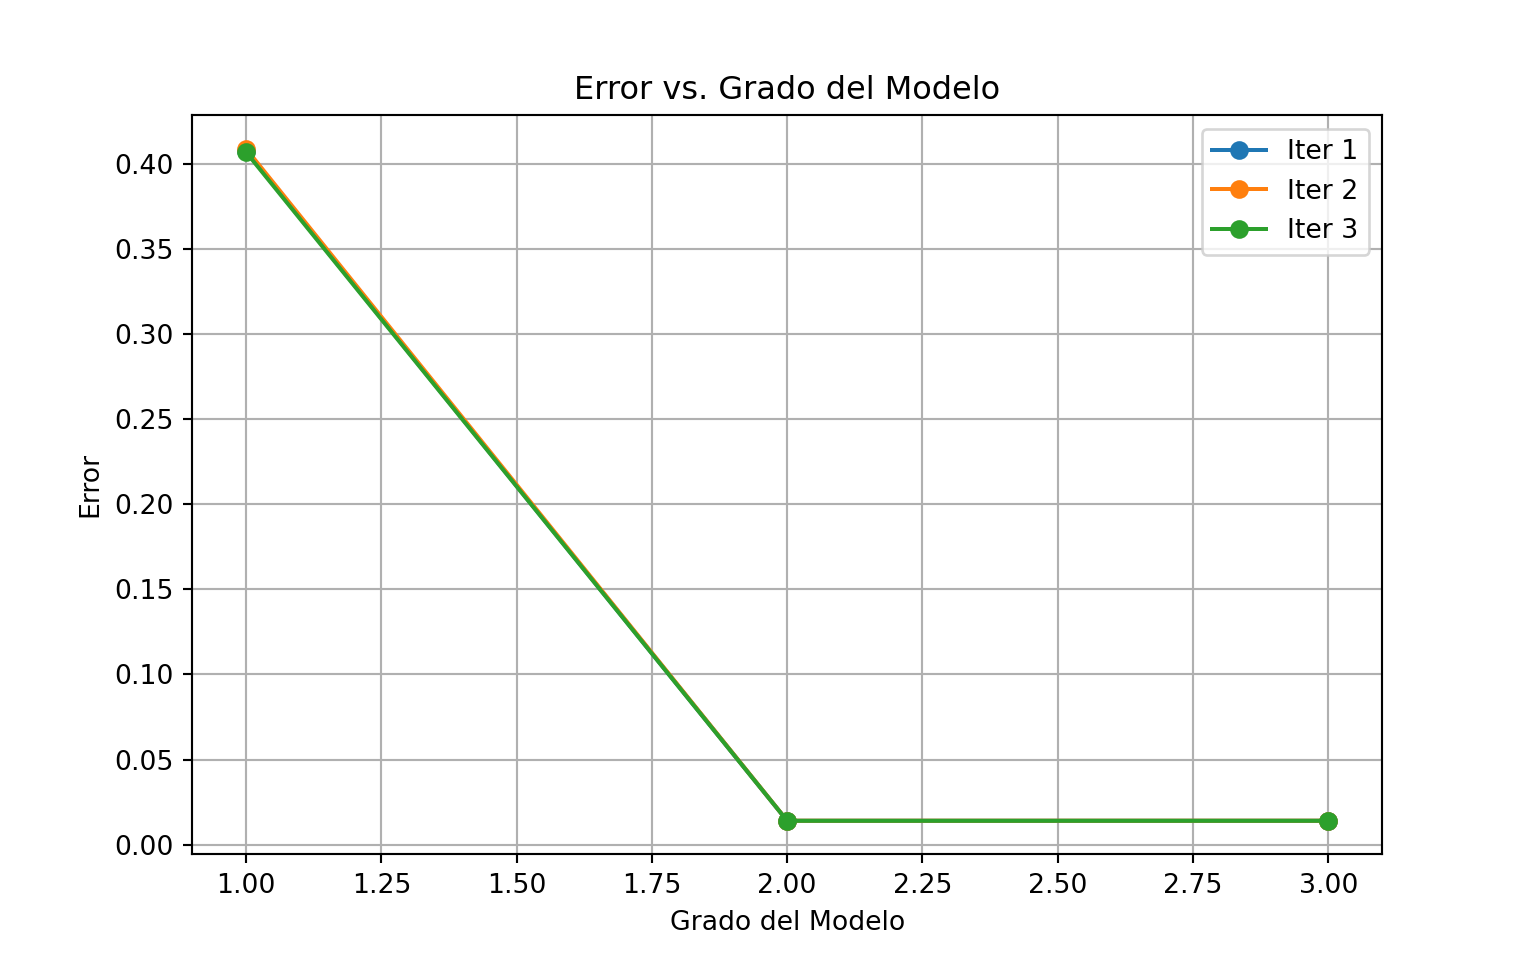 Error vs. Grado del Modelo
Iter 1
Iter 2
Iter 3
Error
0.40
0.35
0.30
0.25
0.20
0.15
0.10
0.05
0.00
1.00 1.25 1.50 1.75 2.00 2.25 2.50 2.75 3.00
Grado del Modelo